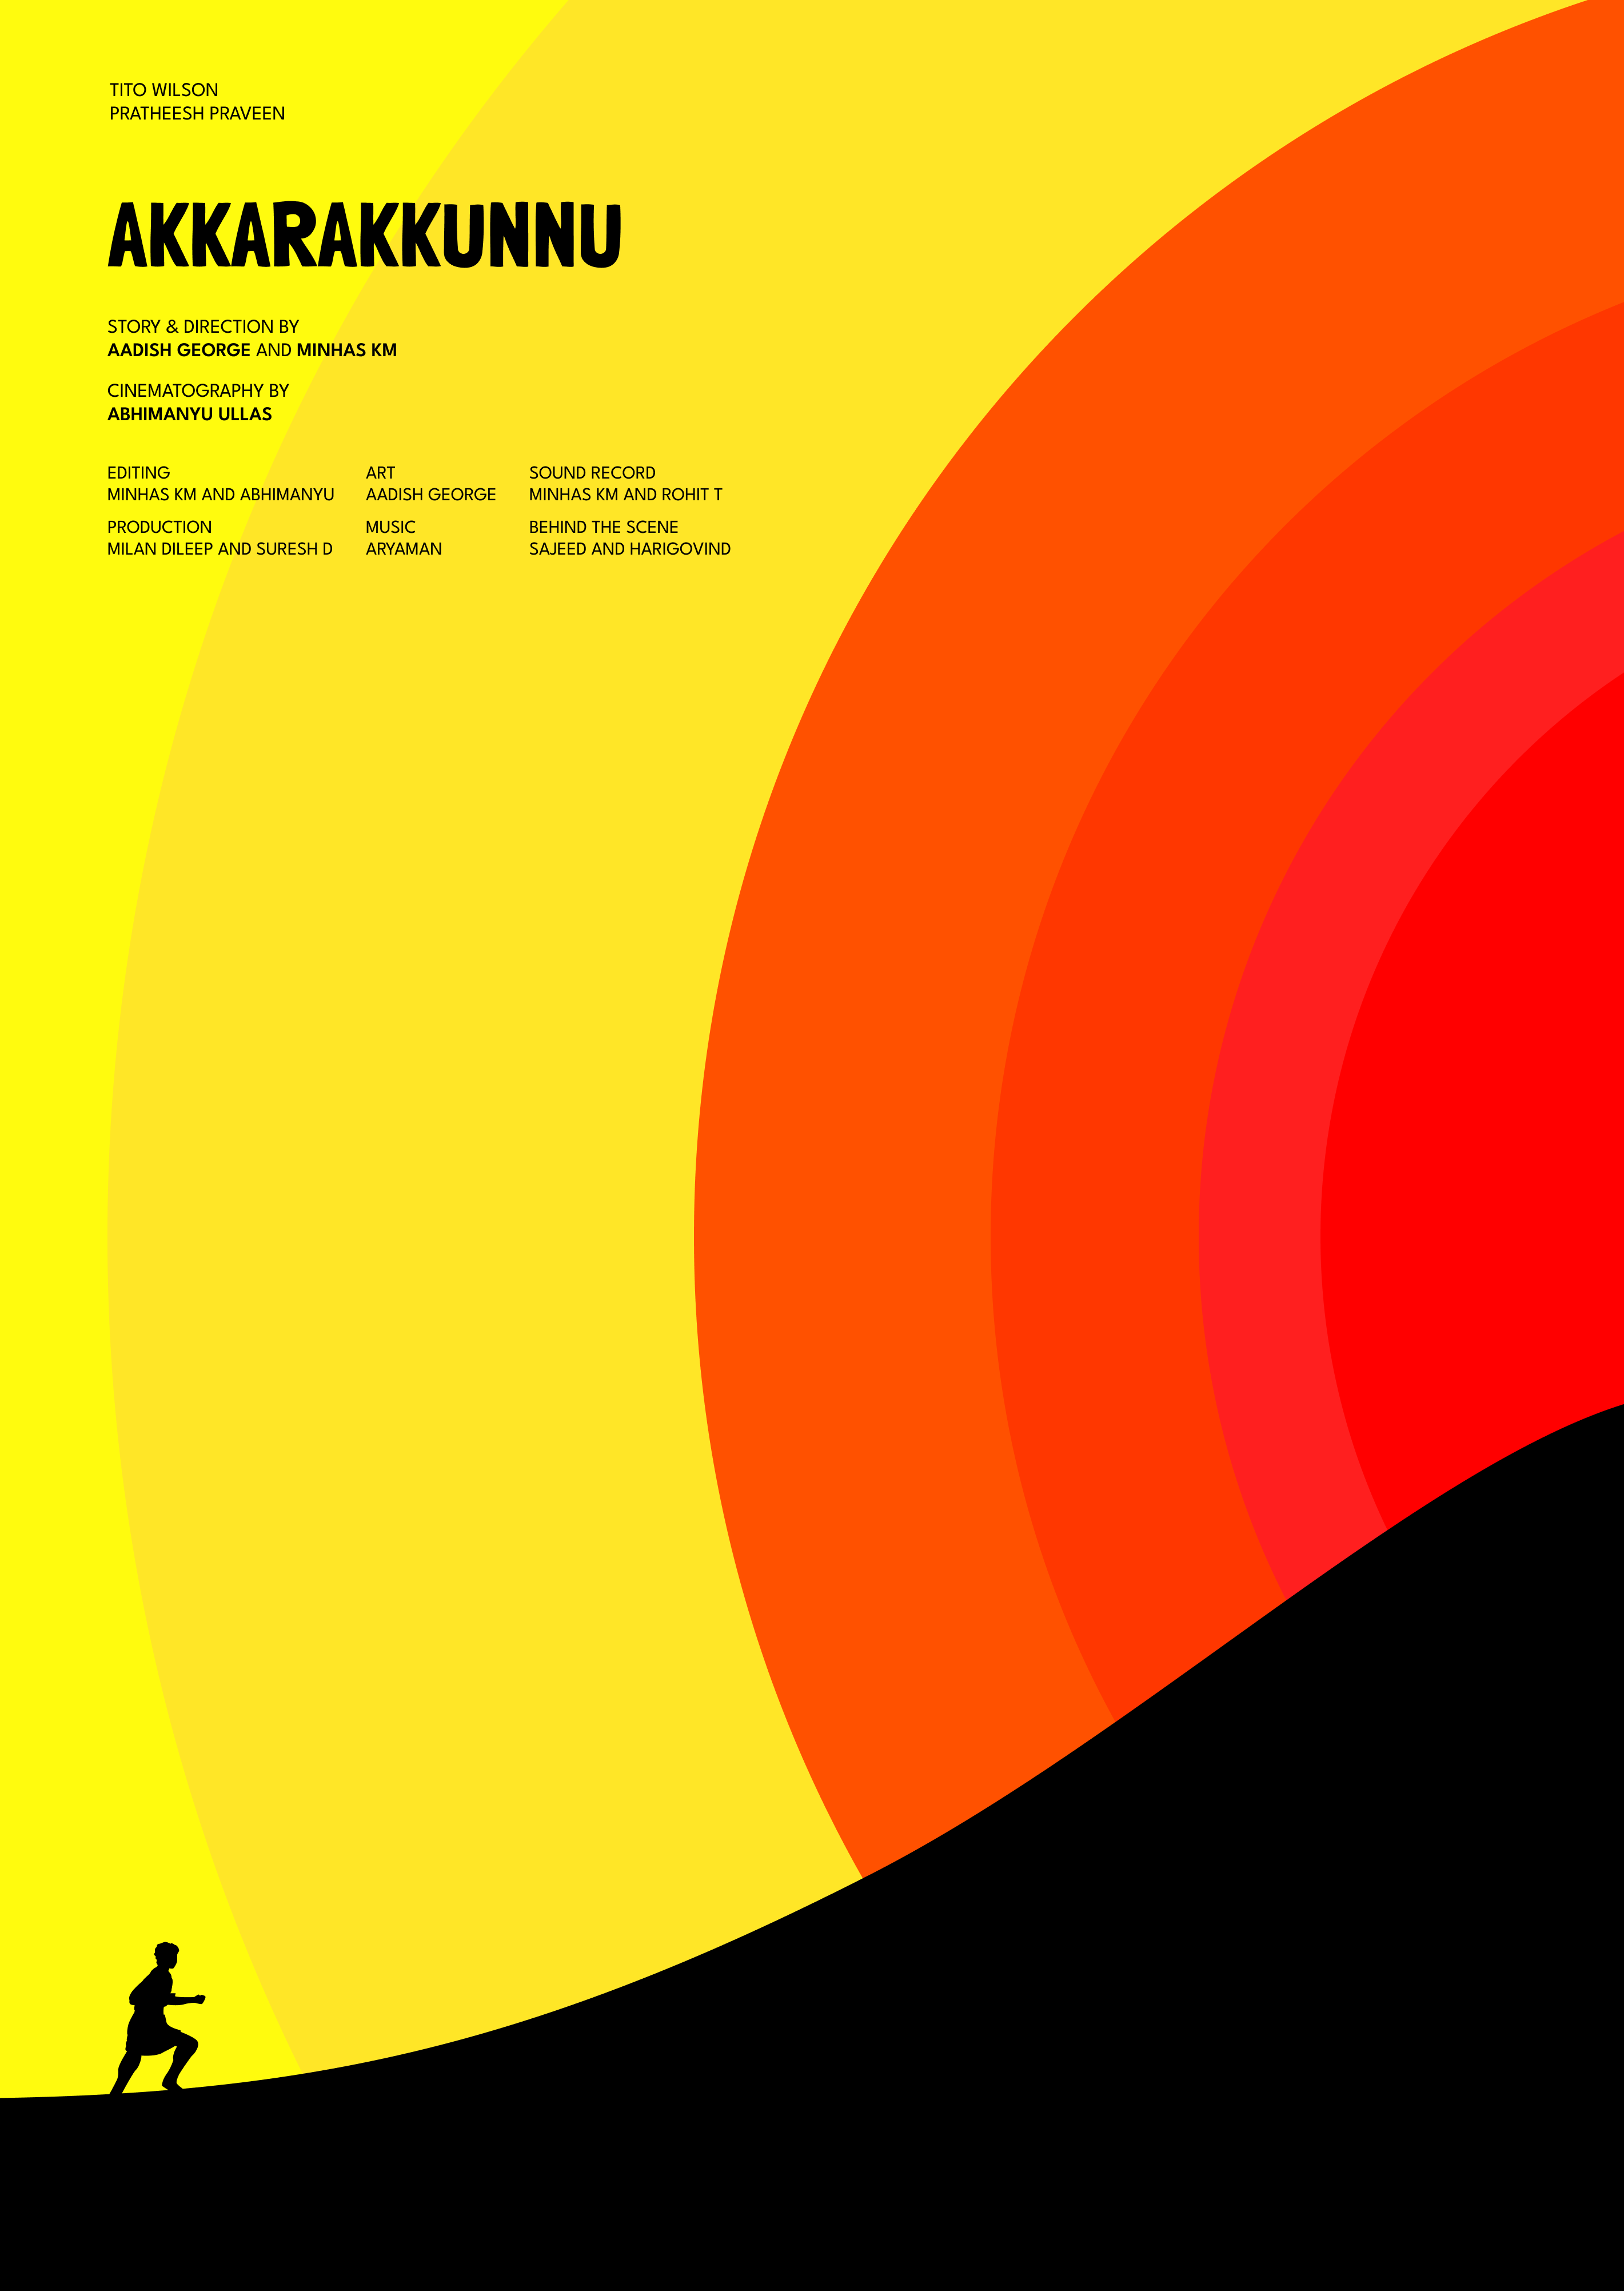 TITO WILSON
PRATHEESH PRAVEEN
AKKARAKKUNNU
STORY & DIRECTION BY
AADISH GEORGE AND MINHAS KM
CINEMATOGRAPHY BY
ABHIMANYU ULLAS
EDITING
MINHAS KM AND ABHIMANYU
ART
AADISH GEORGE
SOUND RECORD
MINHAS KM AND ROHIT T
PRODUCTION
MILAN DILEEP AND SURESH D
MUSIC
ARYAMAN
BEHIND THE SCENE
SAJEED AND HARIGOVIND